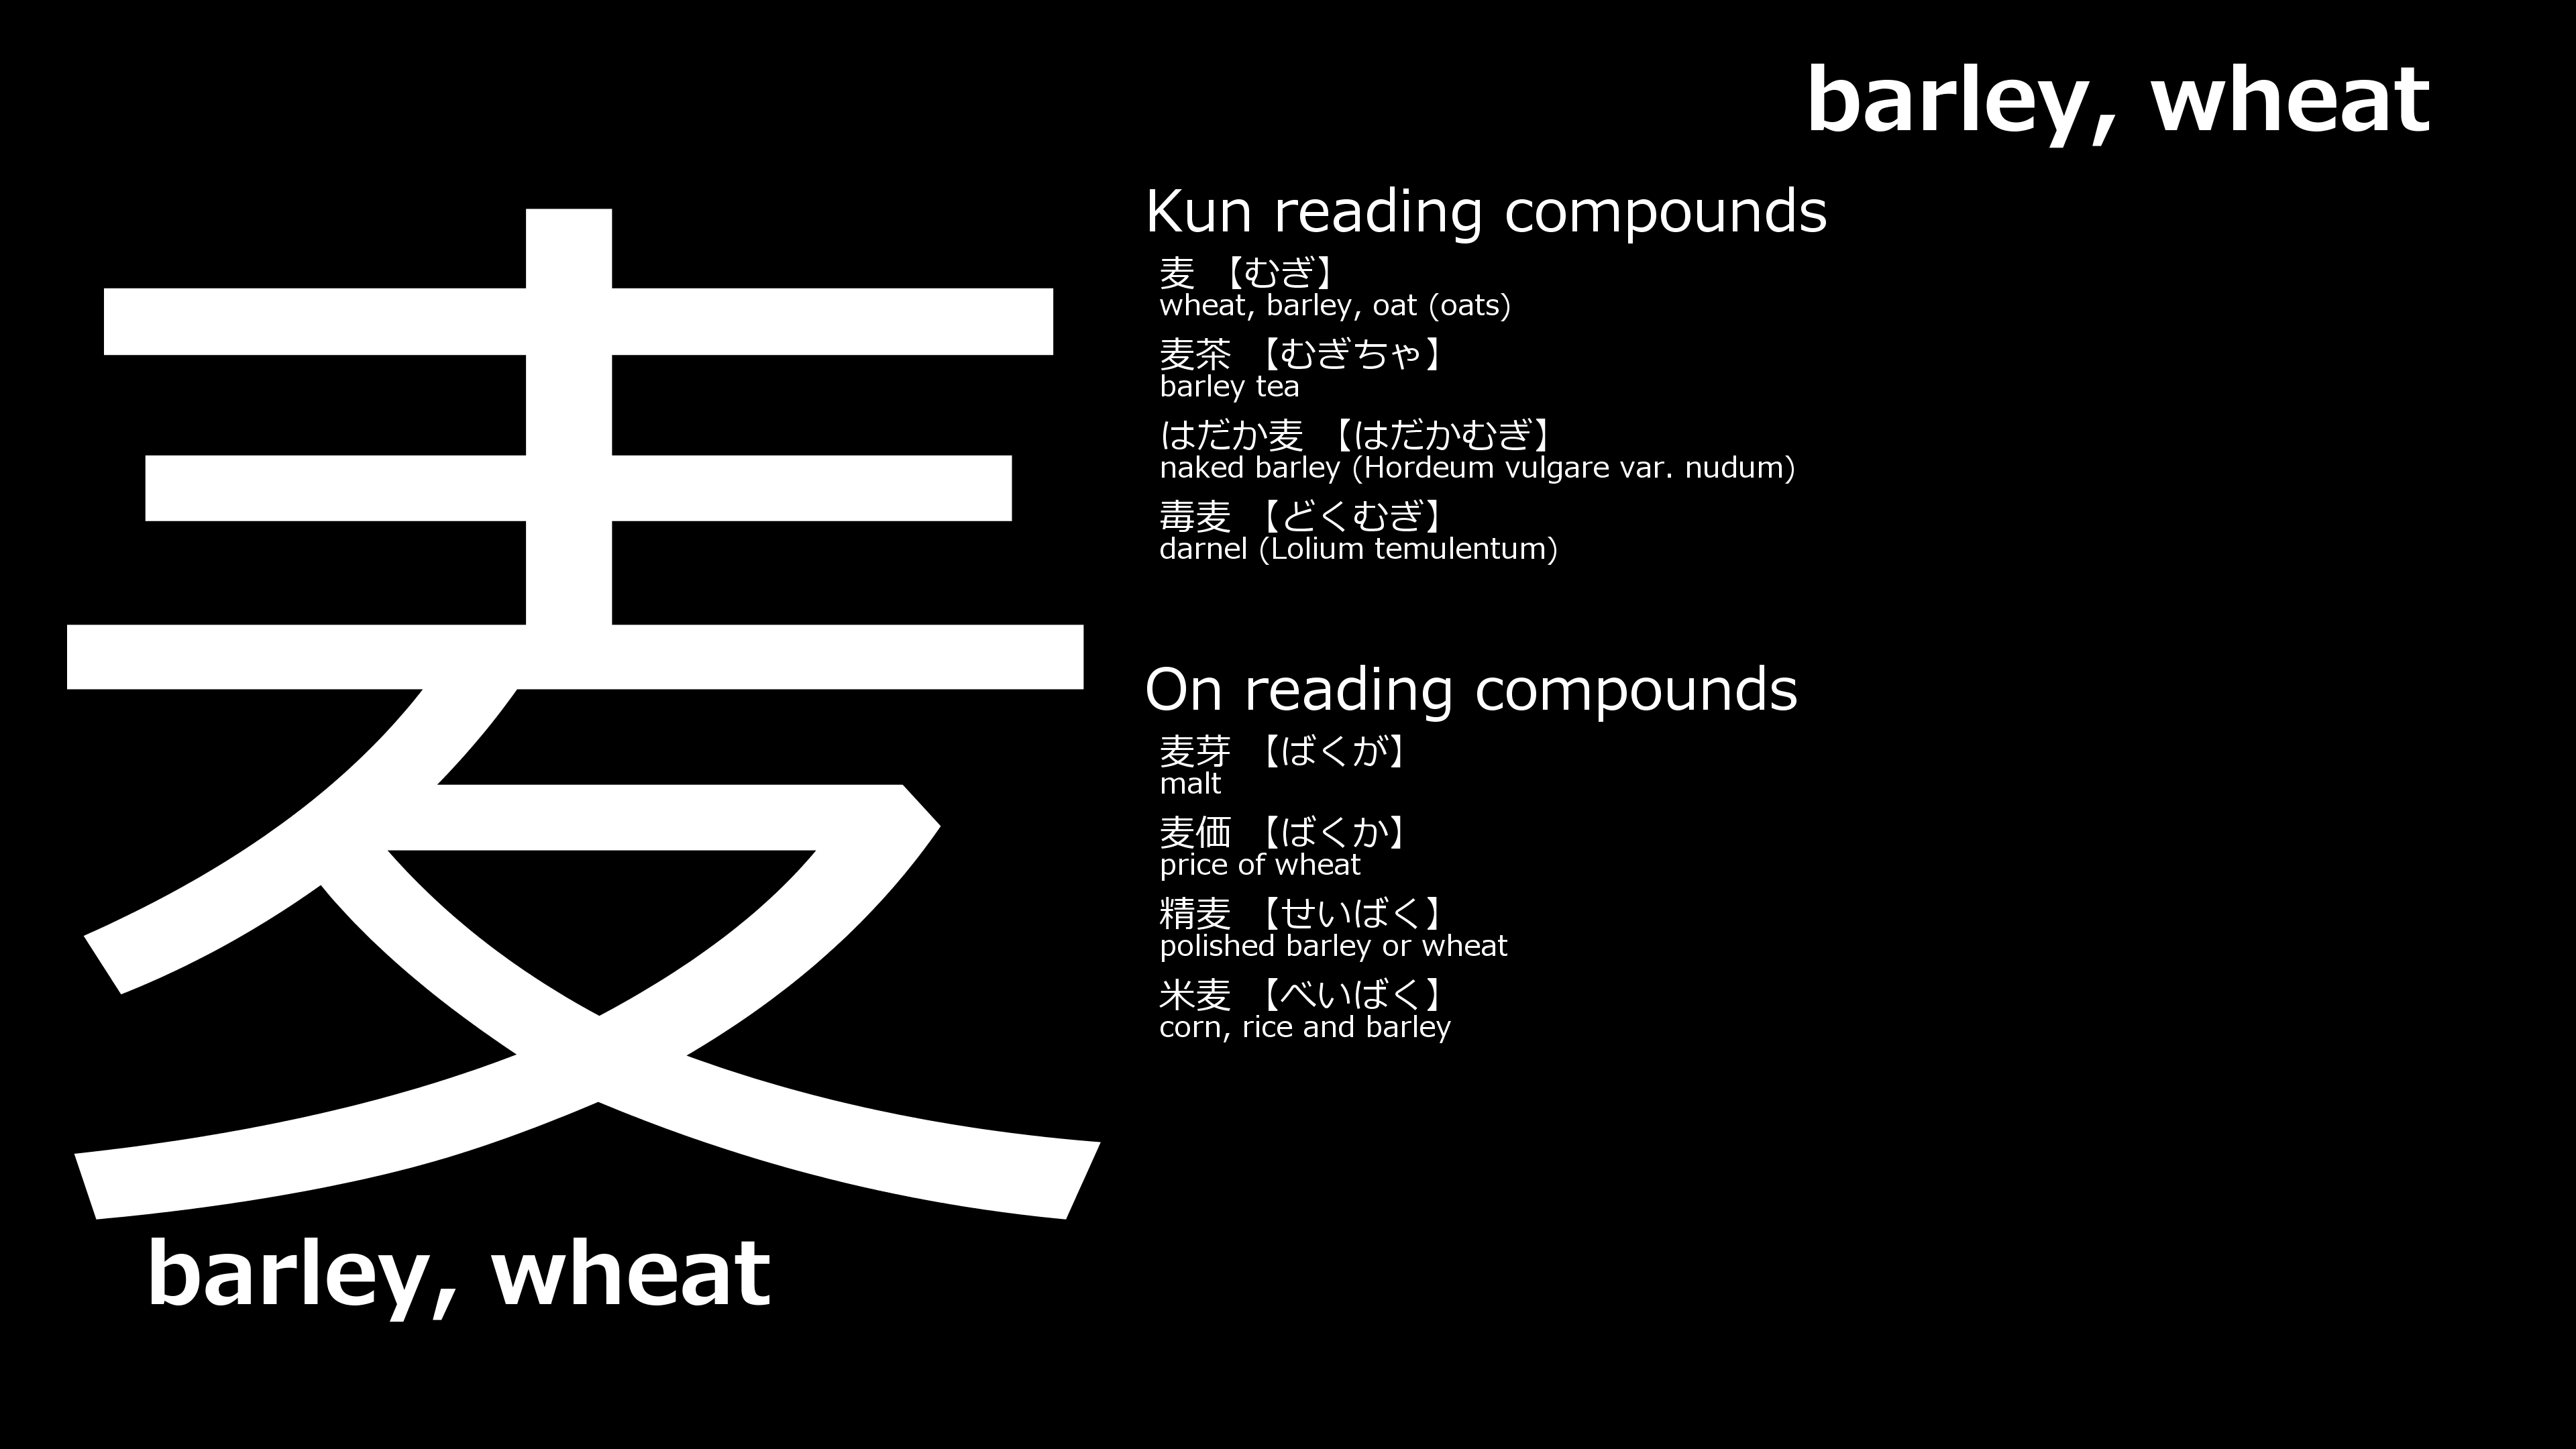 barley, wheat
麦
barley, wheat
Kun reading compounds
麦 【むぎ】
wheat, barley, oat (oats)
麦茶 【むぎちゃ】
barley tea
はだか麦 【はだかむぎ】
naked barley (Hordeum vulgare var. nudum)
毒麦 【どくむぎ】
darnel (Lolium temulentum)
On reading compounds
麦芽 【ばくが】
malt
麦価 【ばくか】
price of wheat
精麦 【せいばく】
polished barley or wheat
米麦 【べいばく】
corn, rice and barley